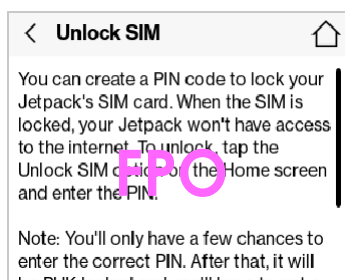 Unlock SIM
You can create a PIN code to lock your
Jetpack's SIM card. When the SIM is
locked, your Jetpack won't have access
to the internet. To unlock, tap the
Unlock SIM option on the Home screen
and enter the PIN.
FPO
Note: You'll only have a few chances to
enter the correct PIN. After that, it will